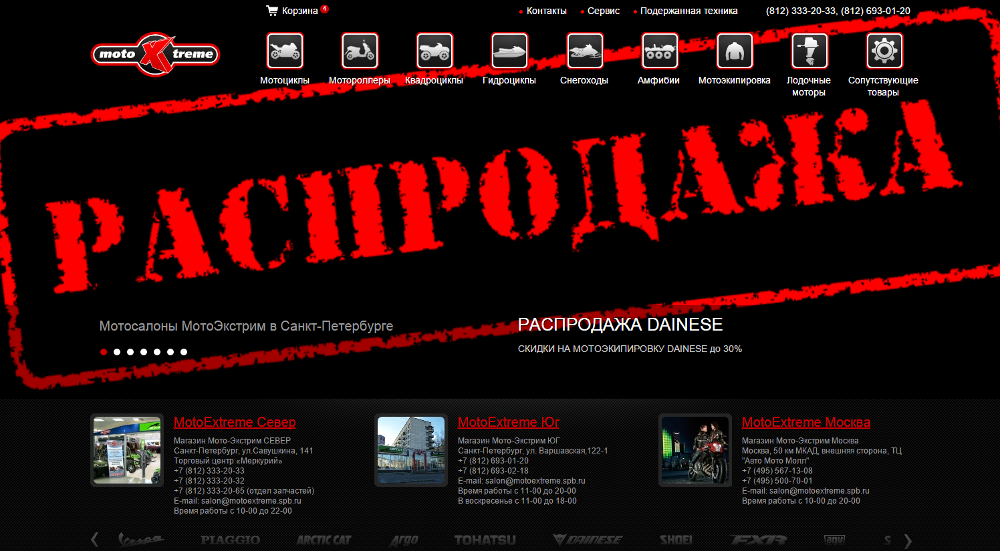 Корзина 4
Контакты
Сервис
Подержанная техника
(812) 333-20-33, (812) 693-01-20
moto X treme
Мотоциклы
Мотороллеры
Квадроциклы
Гидроциклы
Снегоходы
Амфибии
Мотоэкипировка
Лодочные
моторы
Сопутствующие
товары
РАСПРОДАЖА
Мотосалоны МотоЭкстрим в Санкт-Петербурге
РАСПРОДАЖА DAINESE
СКИДКИ НА МОТОЭКИПИРОВКУ DAINESE до 30%
MotoExtreme Север
Магазин Мото-Экстрим СЕВЕР
Санкт-Петербург, ул.Савушкина, 141
Торговый центр «Меркурий»
+7 (812) 333-20-33
+7 (812) 333-20-32
+7 (812) 333-20-65 (отдел запчастей)
E-mail: salon@motoextreme.spb.ru
Время работы с 10-00 до 22-00
MotoExtreme Юг
Магазин Мото-Экстрим ЮГ
Санкт-Петербург, ул. Варшавская,122-1
+7 (812) 693-01-20
+7 (812) 693-02-18
E-mail: salon@motoextreme.spb.ru
Время работы с 11-00 до 20-00
В воскресенье с 11-00 до 18-00
MotoExtreme Москва
Магазин Мото-Экстрим Москва
Москва, 50 км МКАД, внешняя сторона, ТЦ
"Авто Мото Молл"
+7 (495) 567-13-08
+7 (495) 500-70-01
E-mail: salon@motoextreme.spb.ru
Время работы с 10-00 до 20-00
Vespa
PIAGGIO
ARCTIC CAT
Argo
TOHATSU
DAINESE
SHOEI
FXR
AGV
S